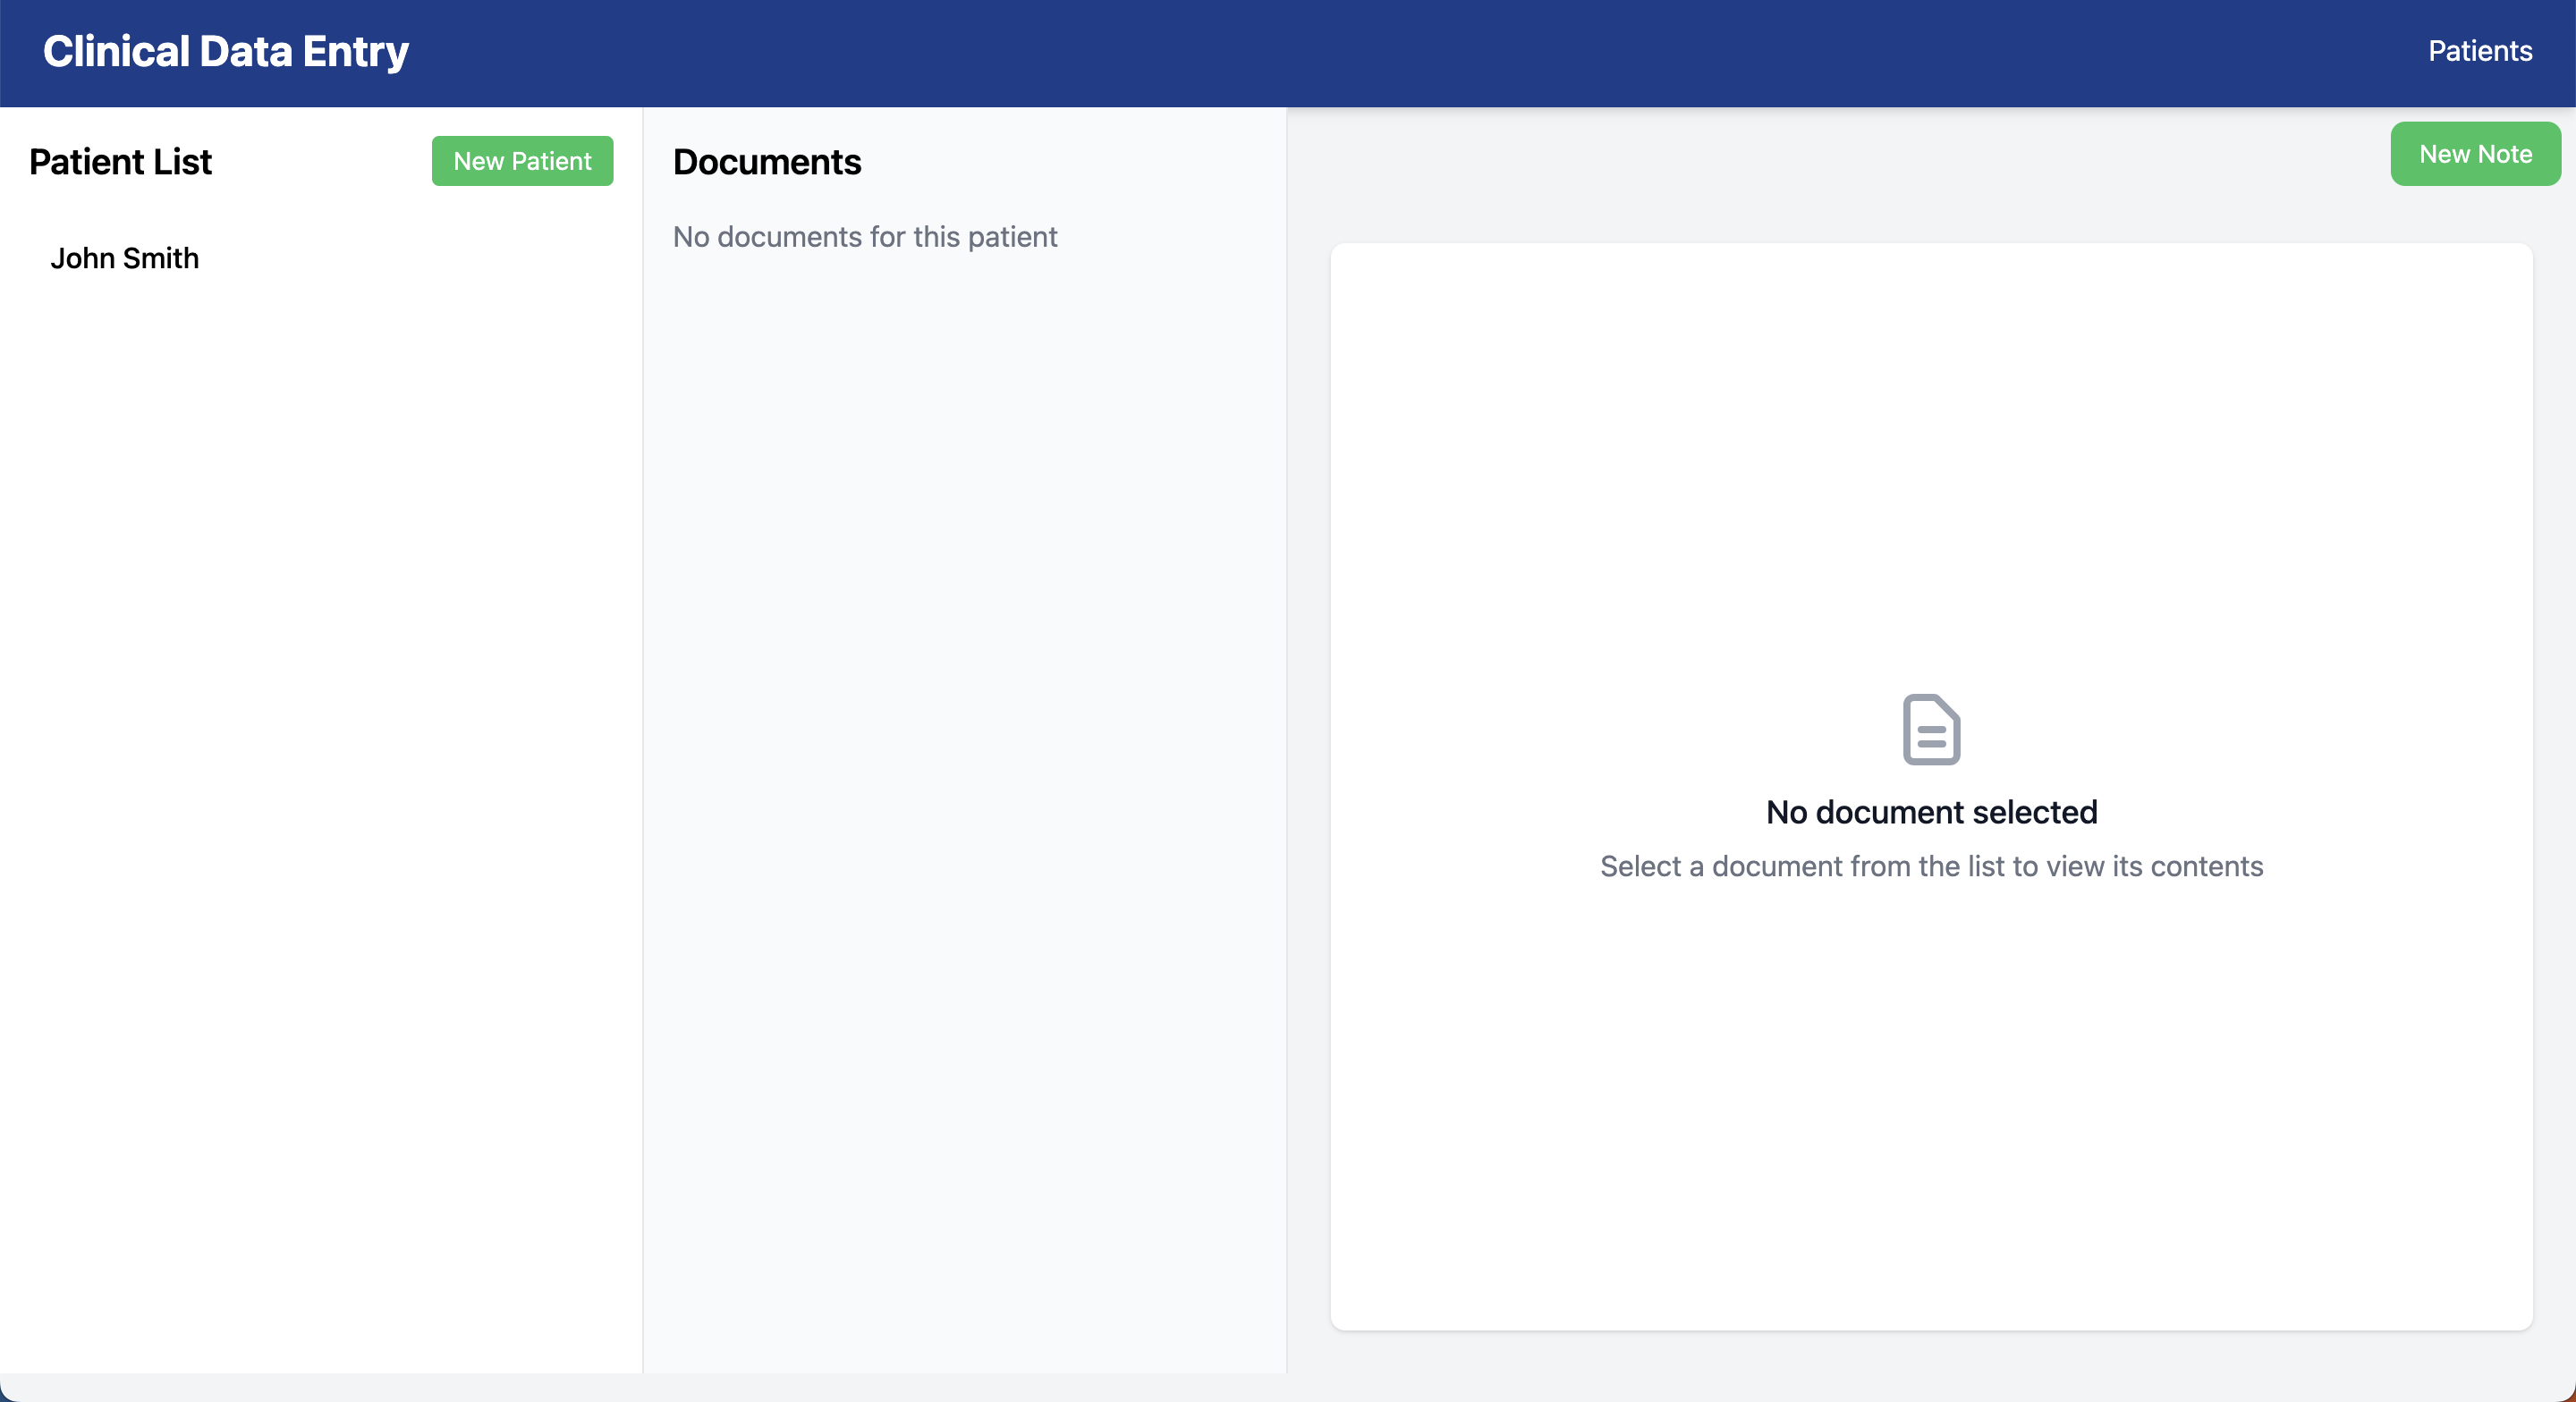 Clinical Data Entry
Patients
Patient List
New Patient
John Smith
Documents
No documents for this patient
New Note
No document selected
Select a document from the list to view its contents